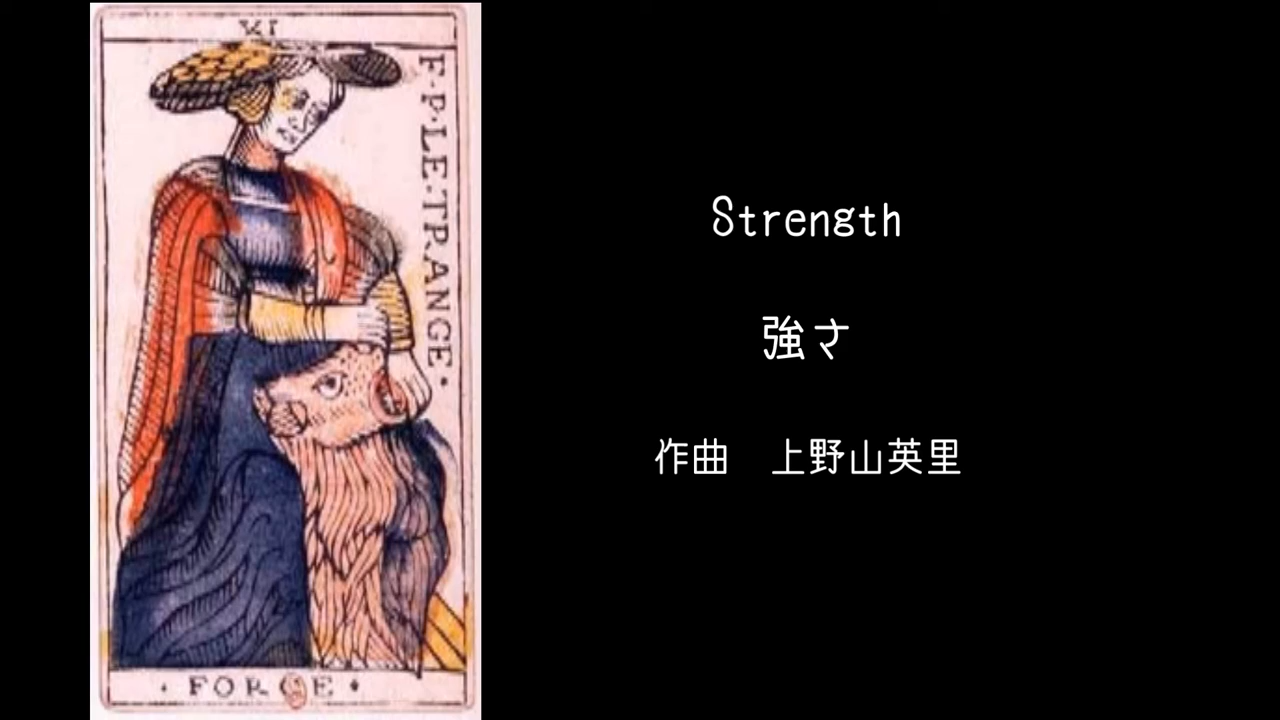 XI
F·P·LE·TRANGE·
· FORCE ·
Strength
強さ
作曲　上野山英里